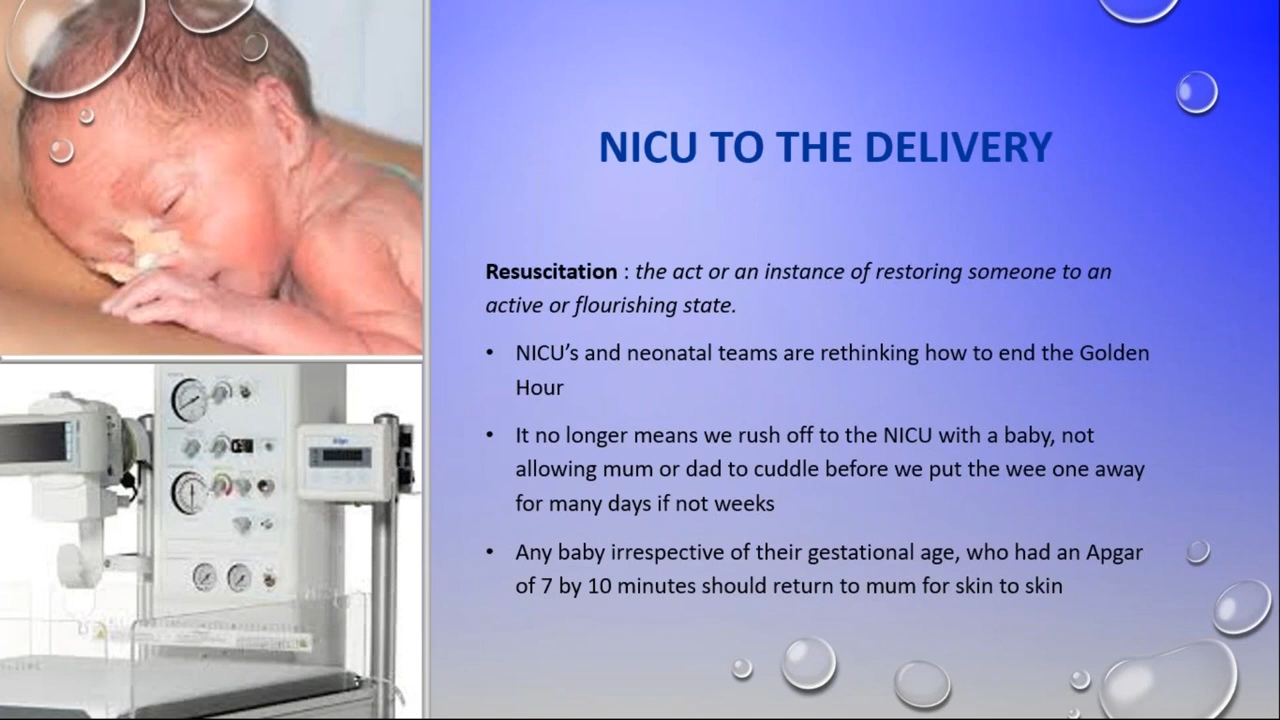 NICU TO THE DELIVERY
Resuscitation : the act or an instance of restoring someone to an
active or flourishing state.
• NICU’s and neonatal teams are rethinking how to end the Golden
Hour
• It no longer means we rush off to the NICU with a baby, not
allowing mum or dad to cuddle before we put the wee one away
for many days if not weeks
• Any baby irrespective of their gestational age, who had an Apgar
of 7 by 10 minutes should return to mum for skin to skin